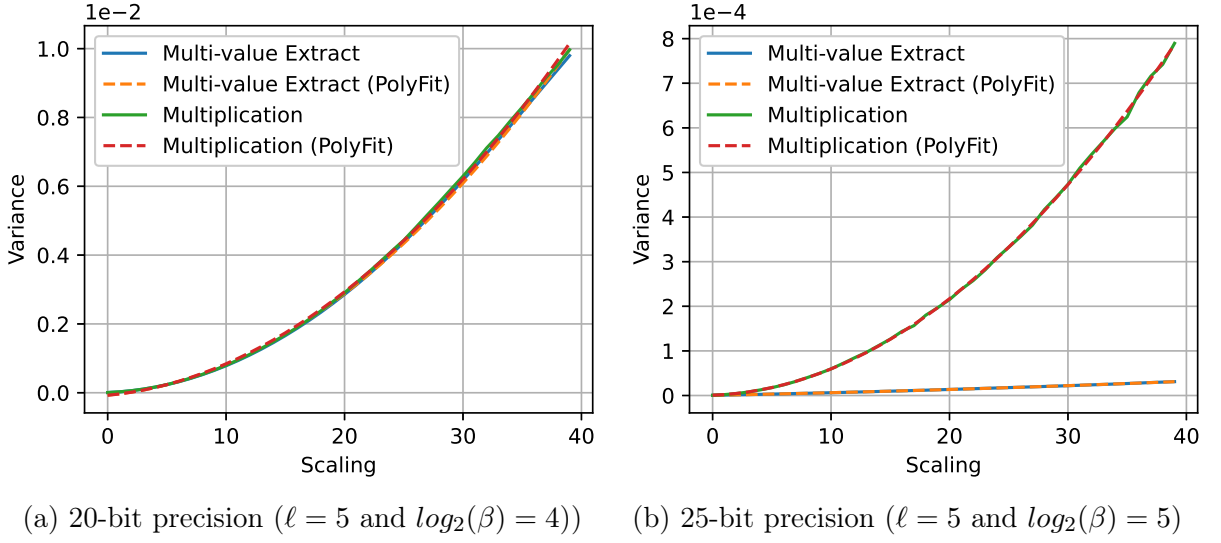 1e−2
Multi-value Extract
Multi-value Extract (PolyFit)
Multiplication
Multiplication (PolyFit)
1.0
0.8
0.6
0.4
0.2
0.0
Variance
0
10
20
30
40
Scaling
(a) 20-bit precision (ℓ = 5 and log₂(β) = 4))
1e−4
Multi-value Extract
Multi-value Extract (PolyFit)
Multiplication
Multiplication (PolyFit)
8
7
6
5
4
3
2
1
0
Variance
0
10
20
30
40
Scaling
(b) 25-bit precision (ℓ = 5 and log₂(β) = 5)